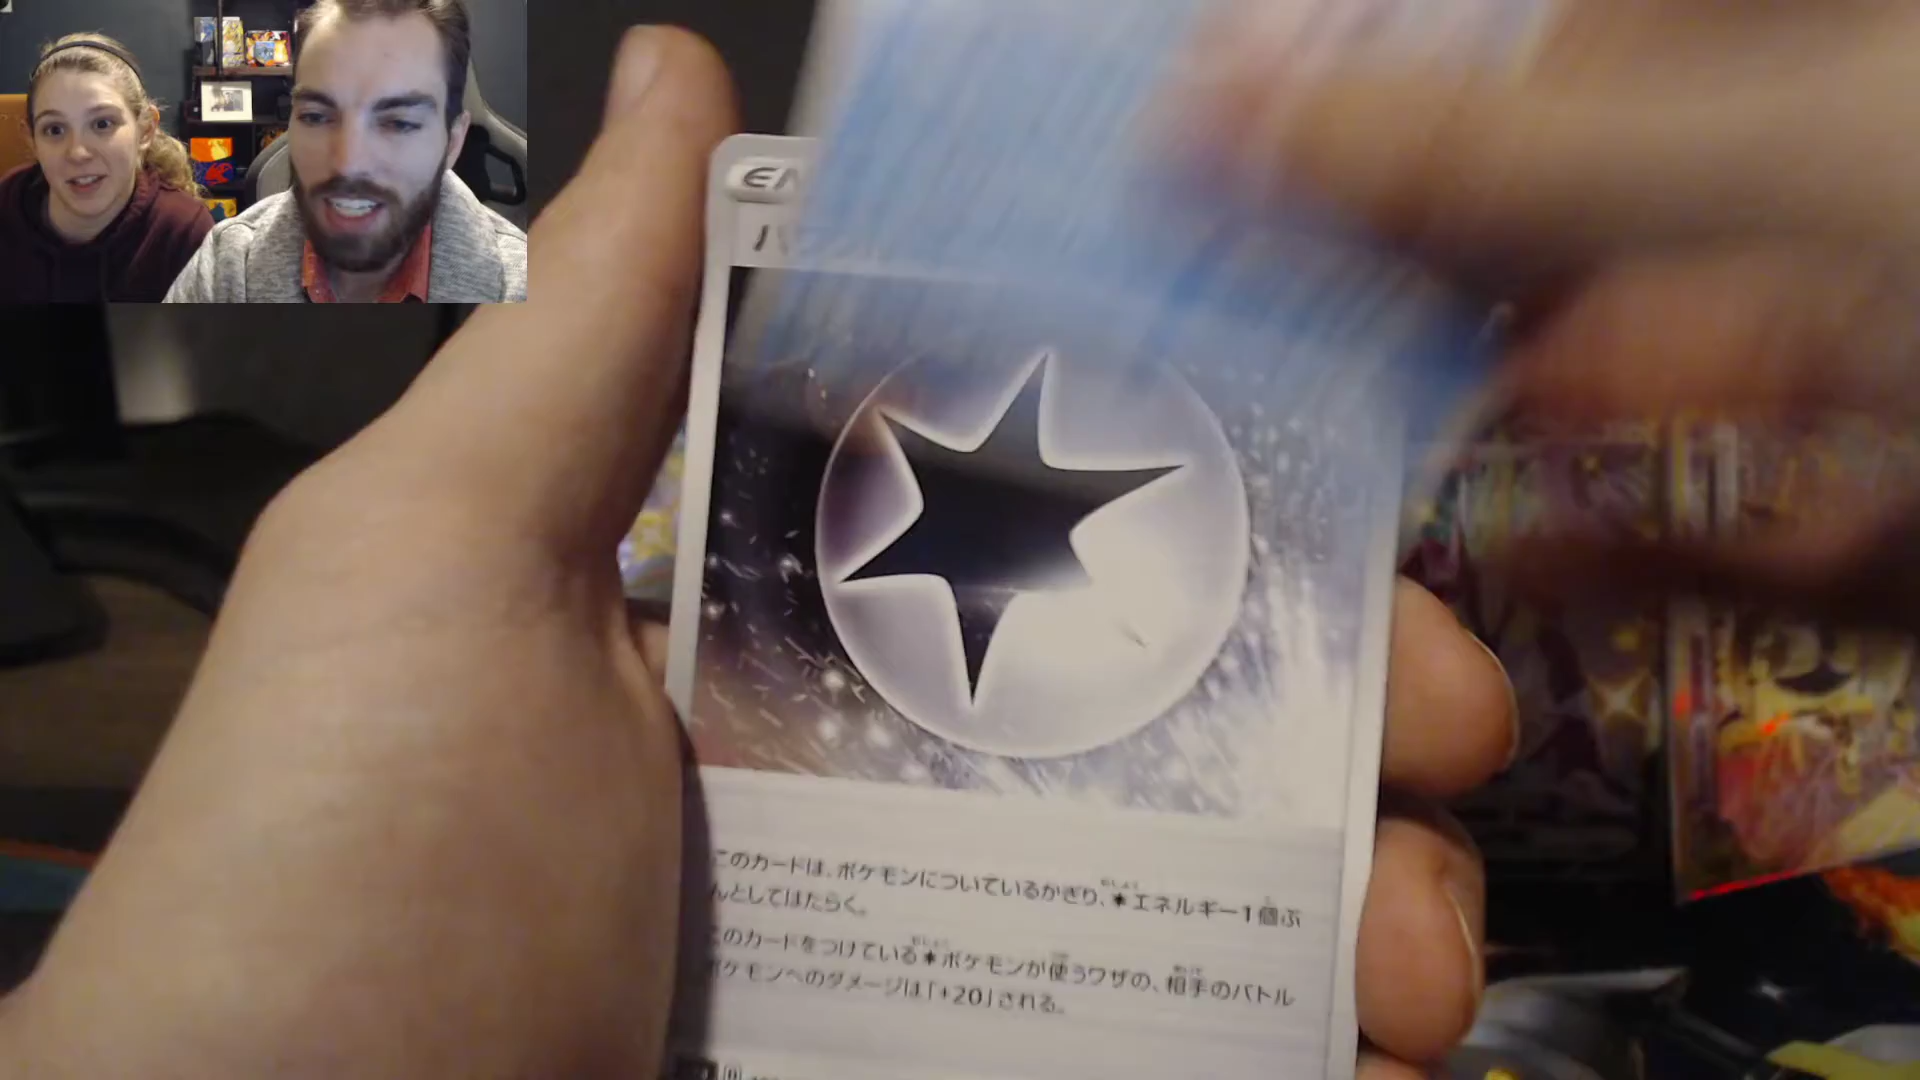 EN
パ
このカードは、ポケモンについているかぎり、エネルギー1個ぶ
んとしてはたらく。
このカードをつけているポケモンが使うワザの、相手のバトル
ポケモンへのダメージは「+20」される。